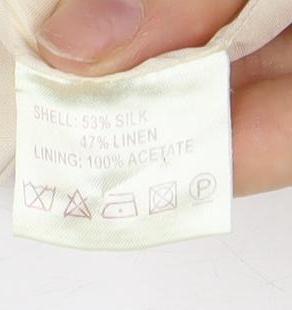 SHELL: 53% SILK
47% LINEN
LINING: 100% ACETATE
P